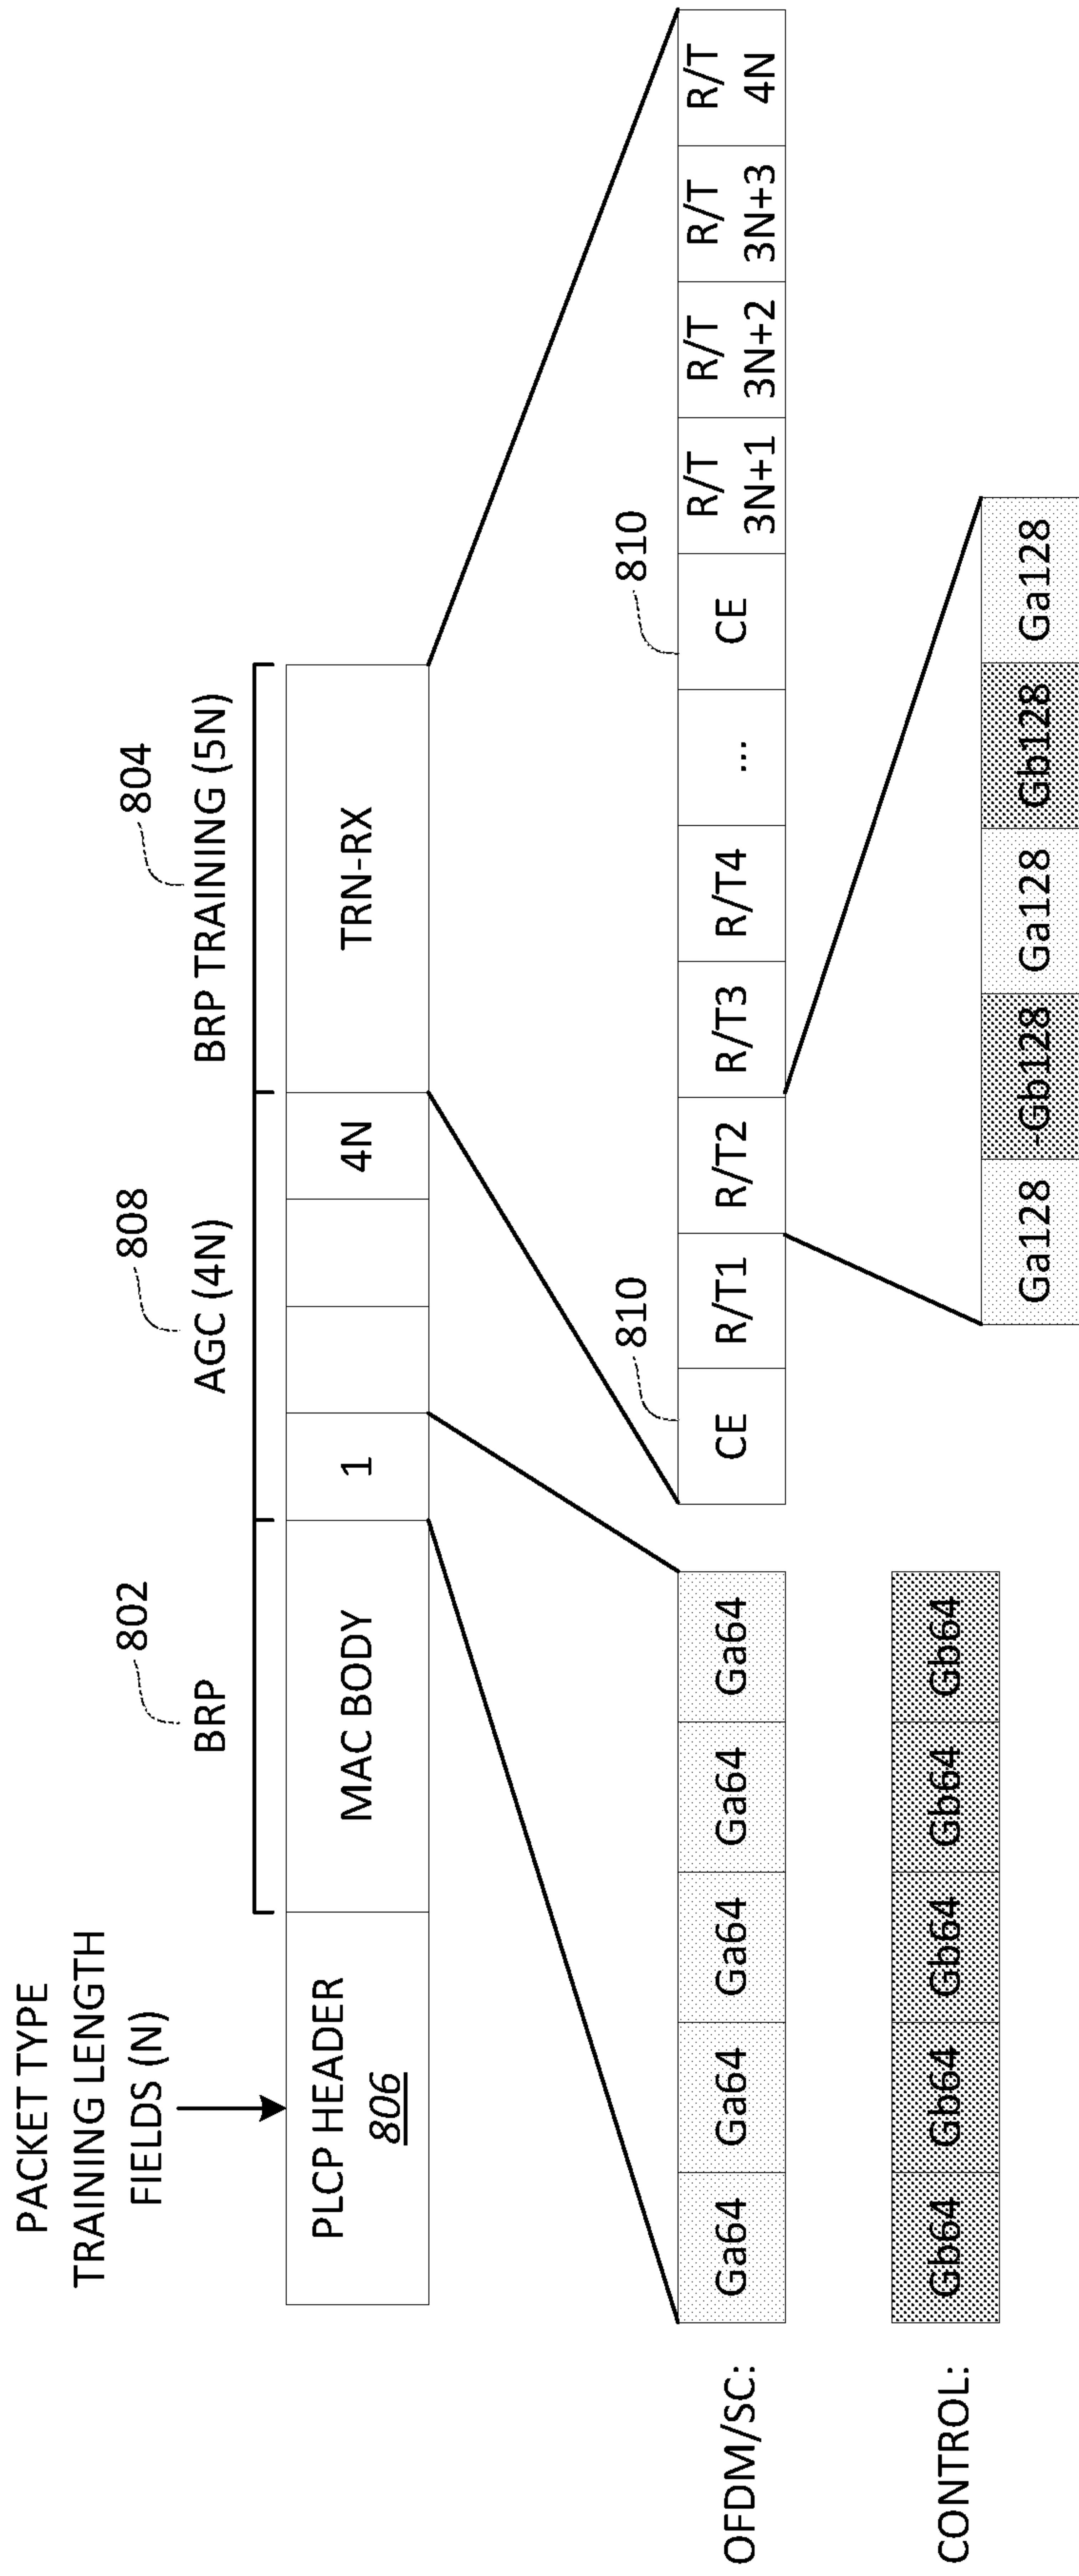 PACKET TYPE
TRAINING LENGTH
FIELDS (N)
802
BRP
808
AGC (4N)
804
BRP TRAINING (5N)
PLCP HEADER
806
MAC BODY
1
4N
TRN-RX
OFDM/SC:
Ga64
Ga64
Ga64
Ga64
Ga64
810
810
CE
R/T1
R/T2
R/T3
R/T4
...
CE
R/T
3N+1
R/T
3N+2
R/T
3N+3
R/T
4N
CONTROL:
Gb64
Gb64
Gb64
Gb64
Gb64
Ga128
-Gb128
Ga128
Gb128
Ga128